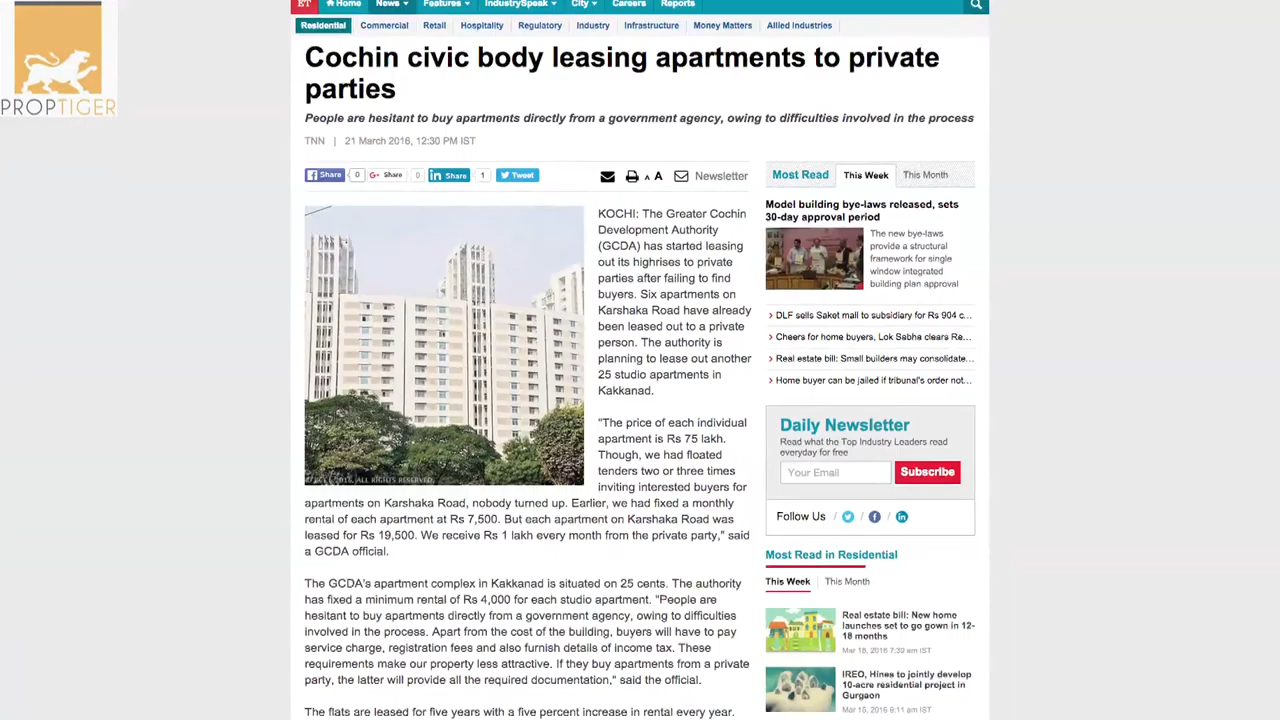 PROPTIGER
ET Home News Features IndustrySpeak City Careers Reports
Residential Commercial Retail Hospitality Regulatory Industry Infrastructure Money Matters Allied Industries
Cochin civic body leasing apartments to private
parties
People are hesitant to buy apartments directly from a government agency, owing to difficulties involved in the process
TNN | 21 March 2016, 12:30 PM IST
Share 0 Share 0 Share 1 Tweet A A Newsletter
KOCHI: The Greater Cochin
Development Authority
(GCDA) has started leasing
out its highrises to private
parties after failing to find
buyers. Six apartments on
Karshaka Road have already
been leased out to a private
person. The authority is
planning to lease out another
25 studio apartments in
Kakkanad.
"The price of each individual
apartment is Rs 75 lakh.
Though, we had floated
tenders two or three times
inviting interested buyers for
apartments on Karshaka Road, nobody turned up. Earlier, we had fixed a monthly
rental of each apartment at Rs 7,500. But each apartment on Karshaka Road was
leased for Rs 19,500. We receive Rs 1 lakh every month from the private party," said
a GCDA official.
The GCDA's apartment complex in Kakkanad is situated on 25 cents. The authority
has fixed a minimum rental of Rs 4,000 for each studio apartment. "People are
hesitant to buy apartments directly from a government agency, owing to difficulties
involved in the process. Apart from the cost of the building, buyers will have to pay
service charge, registration fees and also furnish details of income tax. These
requirements make our property less attractive. If they buy apartments from a private
party, the latter will provide all the required documentation," said the official.
The flats are leased for five years with a five percent increase in rental every year.
Most Read This Week This Month
Model building bye-laws released, sets
30-day approval period
The new bye-laws
provide a structural
framework for single
window integrated
building plan approval
DLF sells Saket mall to subsidiary for Rs 904 c...
Cheers for home buyers, Lok Sabha clears Re...
Real estate bill: Small builders may consolidate...
Home buyer can be jailed if tribunal's order not...
Daily Newsletter
Read what the Top Industry Leaders read
everyday for free
Your Email Subscribe
Follow Us / / /
Most Read in Residential
This Week This Month
Real estate bill: New home
launches set to go gown in 12-
18 months
Mar 18, 2016 7:39 am IST
IREO, Hines to jointly develop
10-acre residential project in
Gurgaon
Mar 15, 2016 9:11 am IST